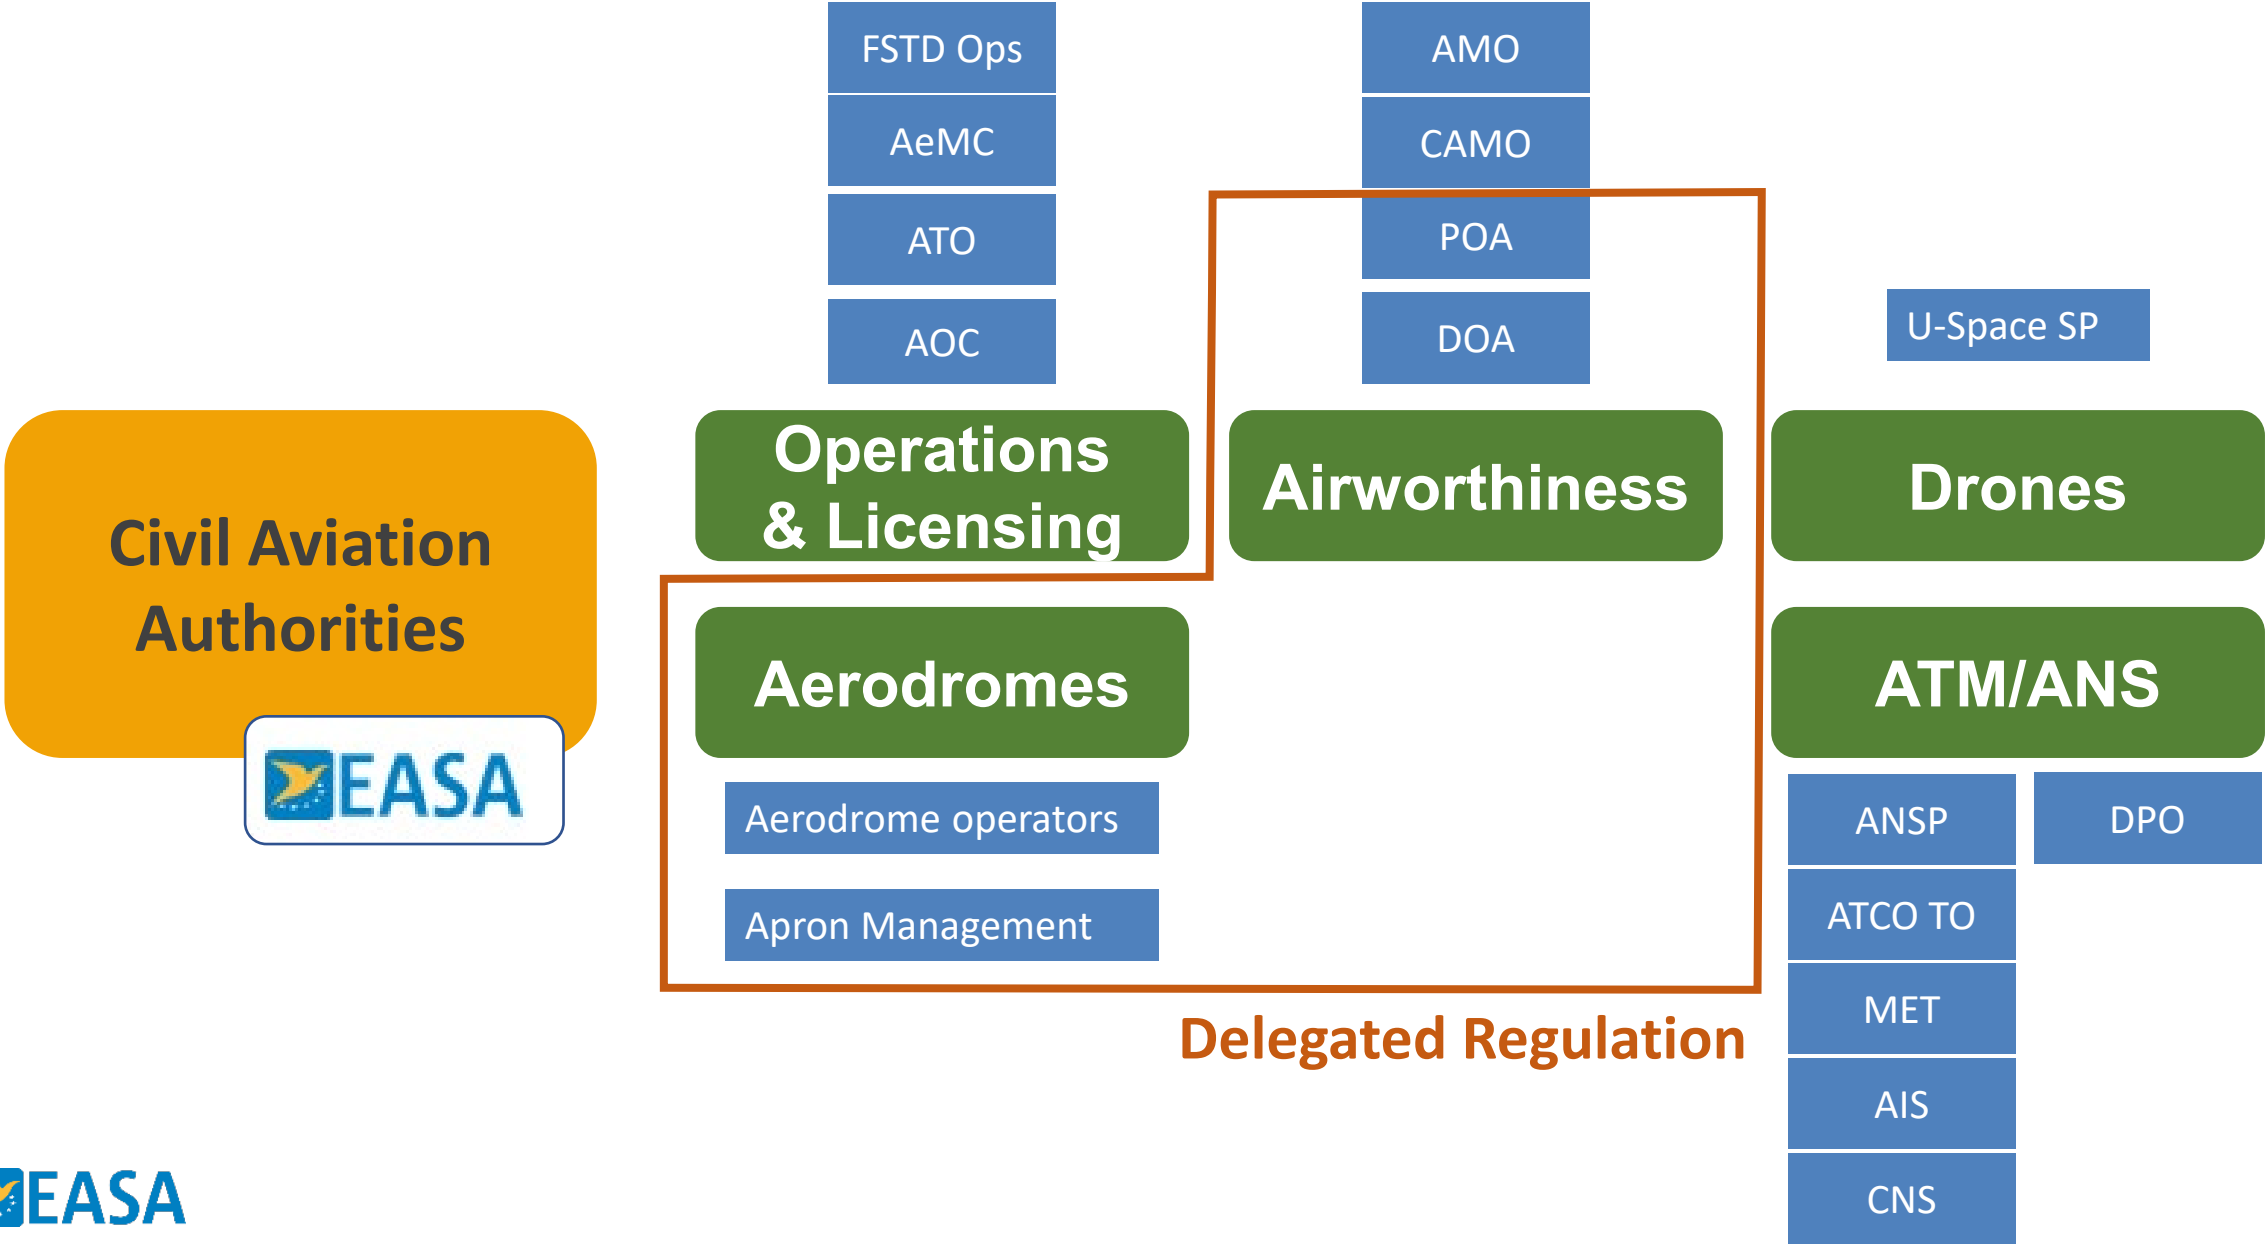 FSTD Ops
AeMC
ATO
AOC
AMO
CAMO
POA
DOA
U-Space SP
Civil Aviation
Authorities
EASA
Operations
& Licensing
Airworthiness
Drones
Aerodromes
ATM/ANS
Aerodrome operators
Apron Management
Delegated Regulation
ANSP
DPO
ATCO TO
MET
AIS
CNS
EASA